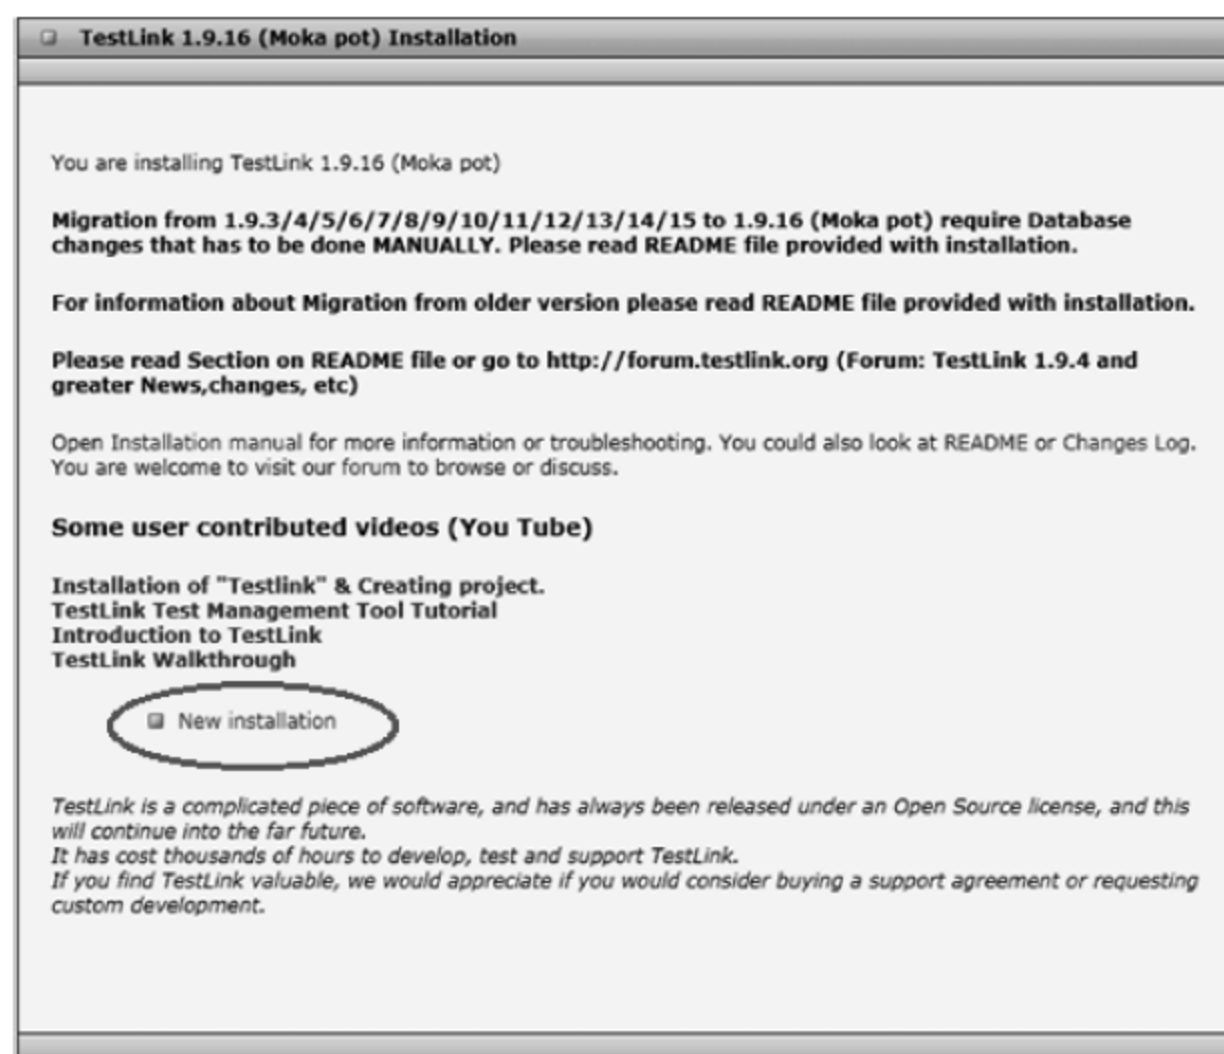 TestLink 1.9.16 (Moka pot) Installation
You are installing TestLink 1.9.16 (Moka pot)
Migration from 1.9.3/4/5/6/7/8/9/10/11/12/13/14/15 to 1.9.16 (Moka pot) require Database
changes that has to be done MANUALLY. Please read README file provided with installation.
For information about Migration from older version please read README file provided with installation.
Please read Section on README file or go to http://forum.testlink.org (Forum: TestLink 1.9.4 and
greater News,changes, etc)
Open Installation manual for more information or troubleshooting. You could also look at README or Changes Log.
You are welcome to visit our forum to browse or discuss.
Some user contributed videos (You Tube)
Installation of "Testlink" & Creating project.
TestLink Test Management Tool Tutorial
Introduction to TestLink
TestLink Walkthrough
New installation
TestLink is a complicated piece of software, and has always been released under an Open Source license, and this
will continue into the far future.
It has cost thousands of hours to develop, test and support TestLink.
If you find TestLink valuable, we would appreciate if you would consider buying a support agreement or requesting
custom development.